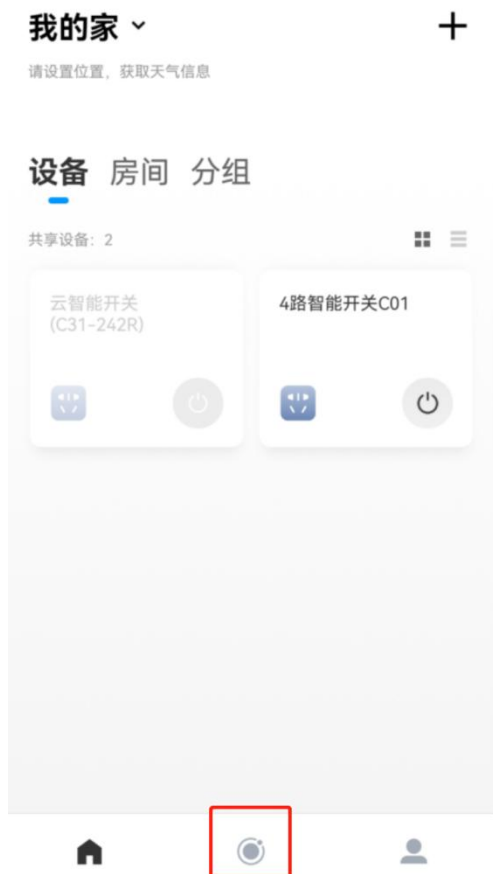 我的家
请设置位置，获取天气信息
设备 房间 分组
共享设备：2
云智能开关
(C31-242R)
4路智能开关C01